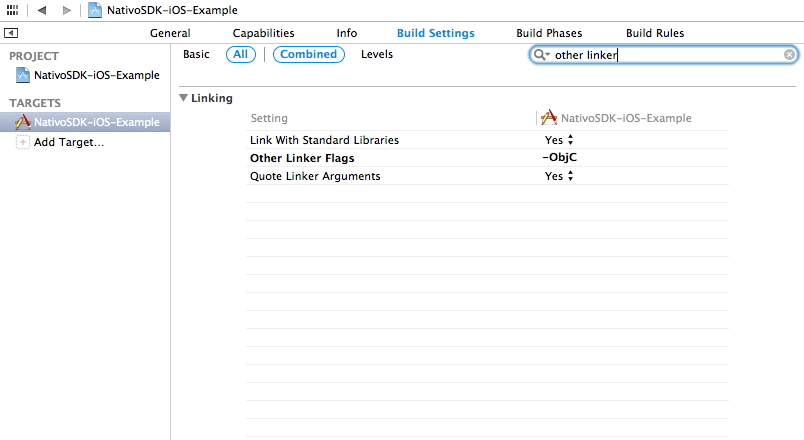 NativoSDK-iOS-Example
General Capabilities Info Build Settings Build Phases Build Rules
PROJECT
NativoSDK-iOS-Example
TARGETS
NativoSDK-iOS-Example
Add Target...
Basic All Combined Levels
other linker
Linking
Setting NativoSDK-iOS-Example
Link With Standard Libraries Yes
Other Linker Flags -ObjC
Quote Linker Arguments Yes